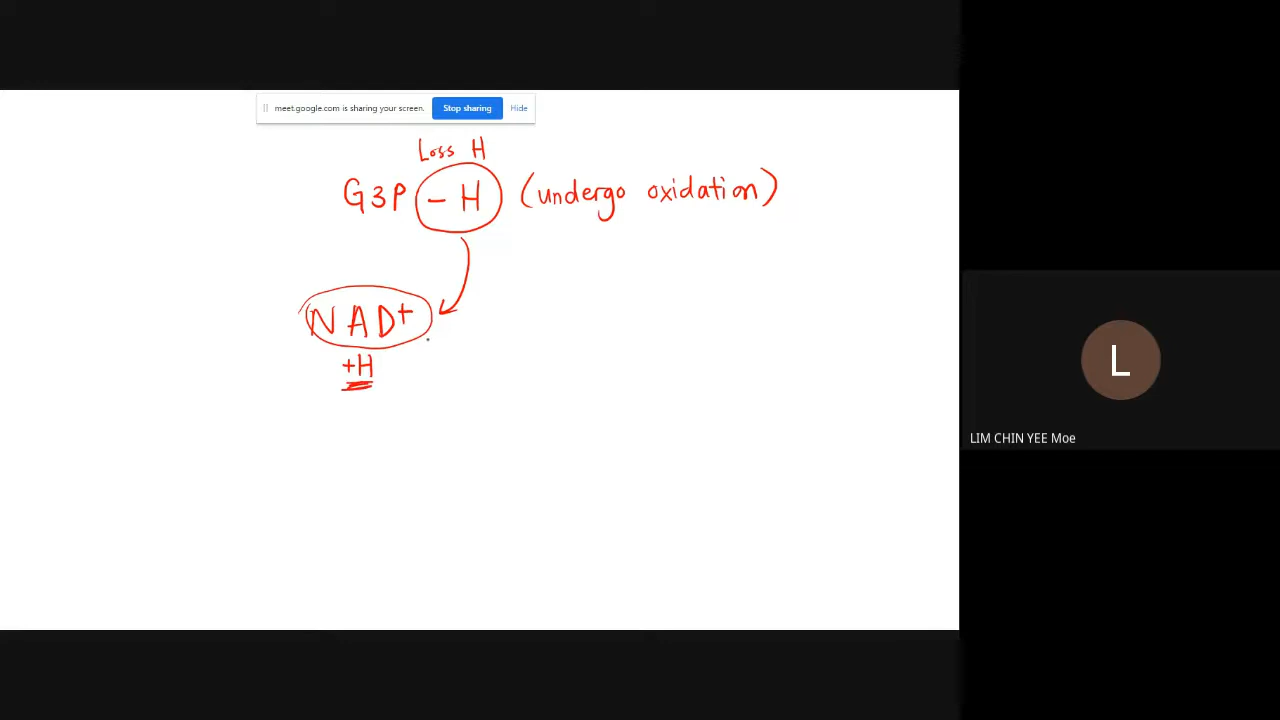 meet.google.com is sharing your screen. Stop sharing Hide
Loss H
G3P - H (undergo oxidation)
NAD+
+H
L
LIM CHIN YEE Moe